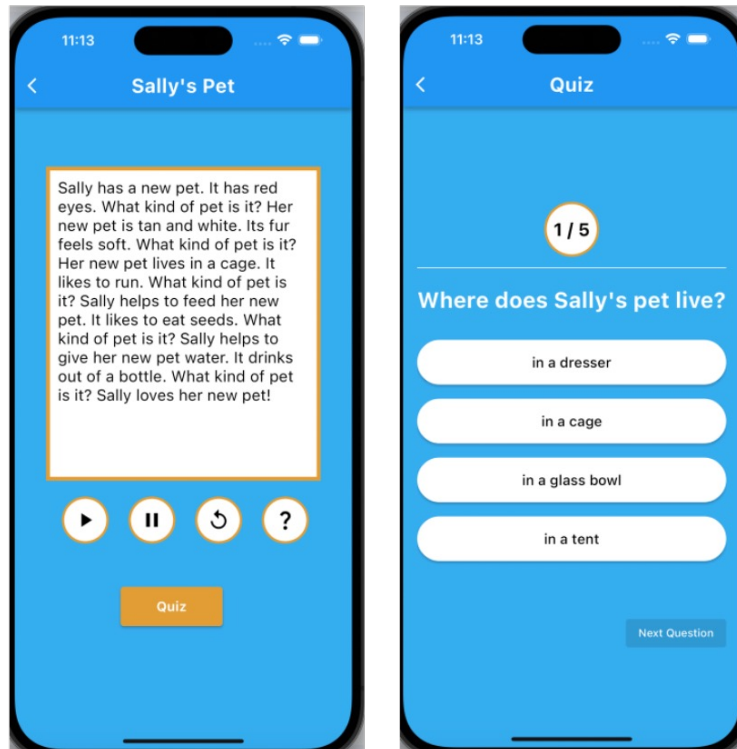 11:13
Sally's Pet
Sally has a new pet. It has red
eyes. What kind of pet is it? Her
new pet is tan and white. Its fur
feels soft. What kind of pet is it?
Her new pet lives in a cage. It
likes to run. What kind of pet is
it? Sally helps to feed her new
pet. It likes to eat seeds. What
kind of pet is it? Sally helps to
give her new pet water. It drinks
out of a bottle. What kind of pet
is it? Sally loves her new pet!
?
Quiz
11:13
Quiz
1 / 5
Where does Sally's pet live?
in a dresser
in a cage
in a glass bowl
in a tent
Next Question